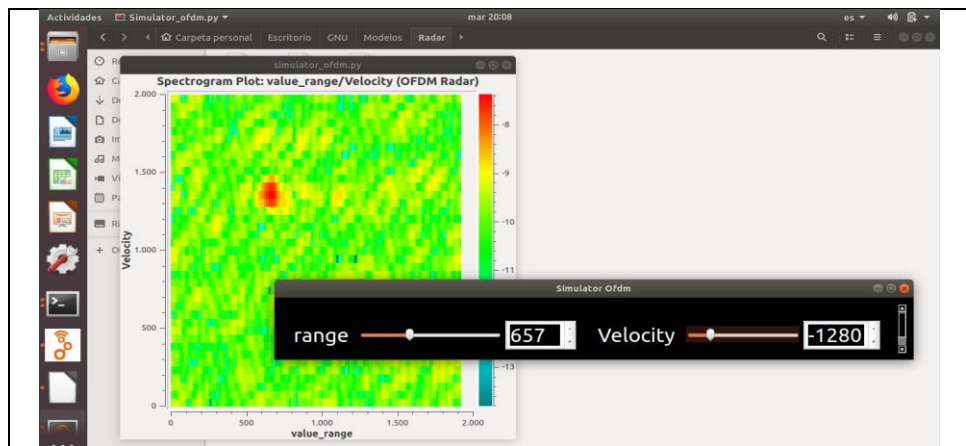 Actividades Simulator_ofdm.py mar 20:08 es
Carpeta personal Escritorio GNU Modelos Radar
simulator_ofdm.py
Spectrogram Plot: value_range/Velocity (OFDM Radar)
2.000
-8
1.500
-9
-10
Velocity
1.000
-11
Simulator Ofdm
range 657 Velocity -1280
500
-13
0
0 500 1.000 1.500 2.000
value_range